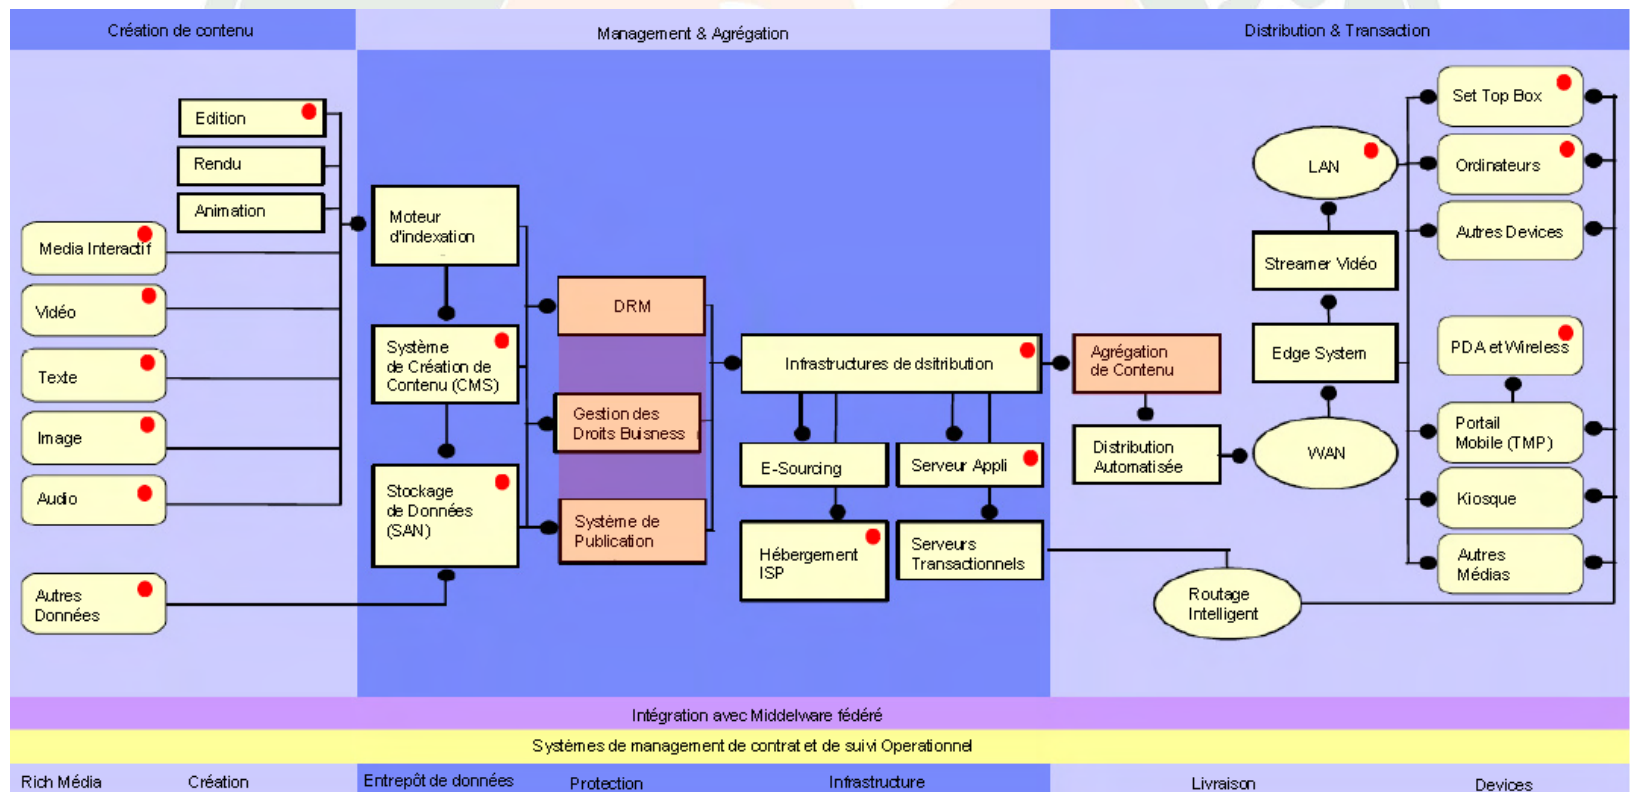 Création de contenu
Management & Agrégation
Distribution & Transaction
Edition
Rendu
Animation
Media Interactif
Vidéo
Texte
Image
Audio
Autres
Données
Moteur
d'indexation
Système
de Création de
Contenu (CMS)
Stockage
de Données
(SAN)
DRM
Gestion des
Droits Buisness
Système de
Publication
Infrastructures de dsitribution
E-Sourcing
Serveur Appli
Hébergement
ISP
Serveurs
Transactionnels
Agrégation
de Contenu
Distribution
Automatisée
LAN
Streamer Vidéo
Edge System
WAN
Routage
Intelligent
Set Top Box
Ordinateurs
Autres Devices
PDA et Wireless
Portail
Mobile (TMP)
Kiosque
Autres
Médias
Intégration avec Middelware fédéré
Systèmes de management de contrat et de suivi Operationnel
Rich Média
Création
Entrepôt de données
Protection
Infrastructure
Livraison
Devices